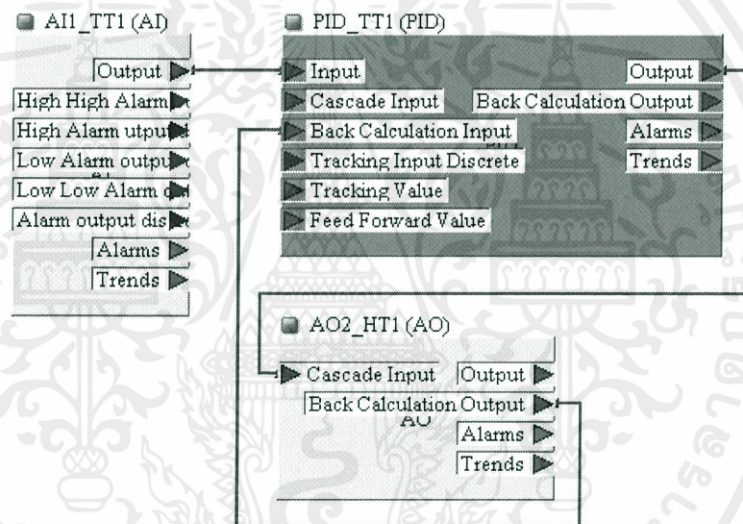 AI1_TT1 (AI)
Output
High High Alarm
High Alarm utpu
Low Alarm outpu
Low Low Alarm
Alarm output dis
Alarms
Trends
PID_TT1 (PID)
Input
Output
Cascade Input
Back Calculation Output
Back Calculation Input
Alarms
Tracking Input Discrete
Trends
Tracking Value
Feed Forward Value
AO2_HT1 (AO)
Cascade Input
Output
Back Calculation Output
AO
Alarms
Trends